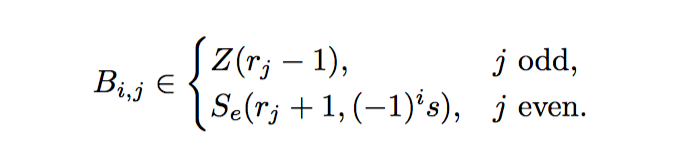 B_{i,j} ∈ { Z(r_j − 1), j odd,
S_e(r_j + 1, (−1)^i s), j even.